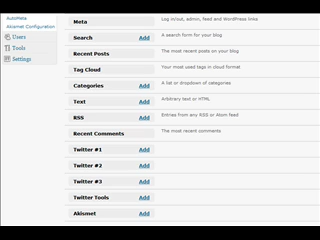 AutoMeta
Akismet Configuration
Users
Tools
Settings
Meta Log in/out, admin, feed and WordPress links
Search Add A search form for your blog
Recent Posts The most recent posts on your blog
Tag Cloud Your most used tags in cloud format
Categories Add A list or dropdown of categories
Text Add Arbitrary text or HTML
RSS Add Entries from any RSS or Atom feed
Recent Comments The most recent comments
Twitter #1 Add
Twitter #2 Add
Twitter #3 Add
Twitter Tools Add
Akismet Add